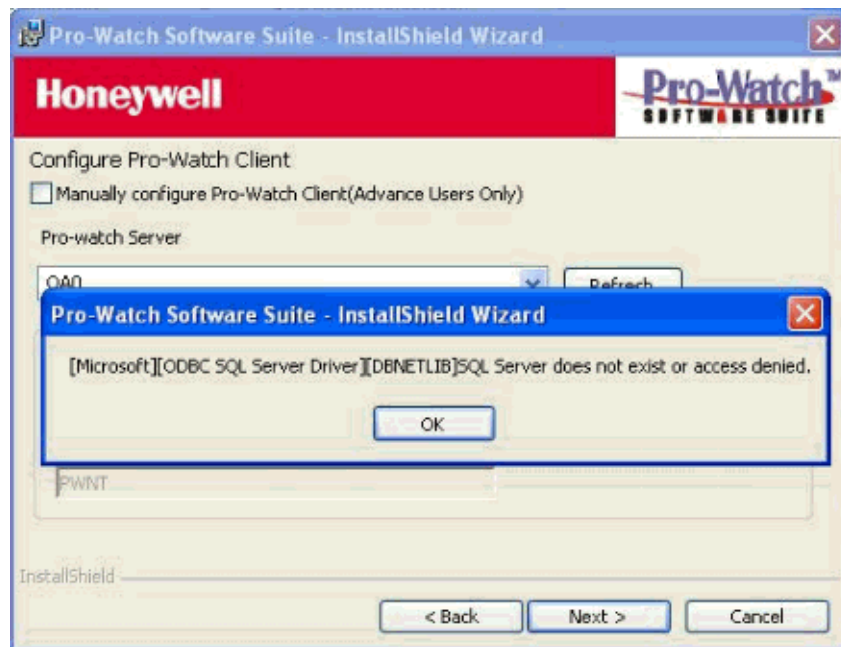 Pro-Watch Software Suite - InstallShield Wizard
Honeywell
Pro-Watch™
SOFTWARE SUITE
Configure Pro-Watch Client
Manually configure Pro-Watch Client(Advance Users Only)
Pro-watch Server
Refresh
Pro-Watch Software Suite - InstallShield Wizard
[Microsoft][ODBC SQL Server Driver][DBNETLIB]SQL Server does not exist or access denied.
OK
PWNT
InstallShield
< Back
Next >
Cancel